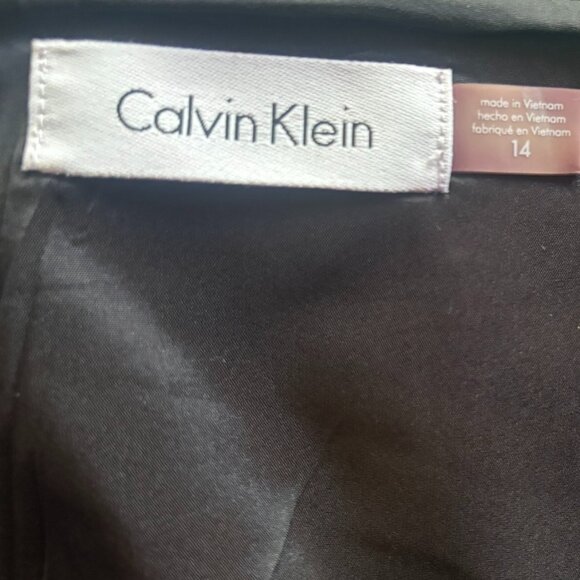 Calvin Klein
made in Vietnam
hecho en Vietnam
fabriqué en Vietnam
14